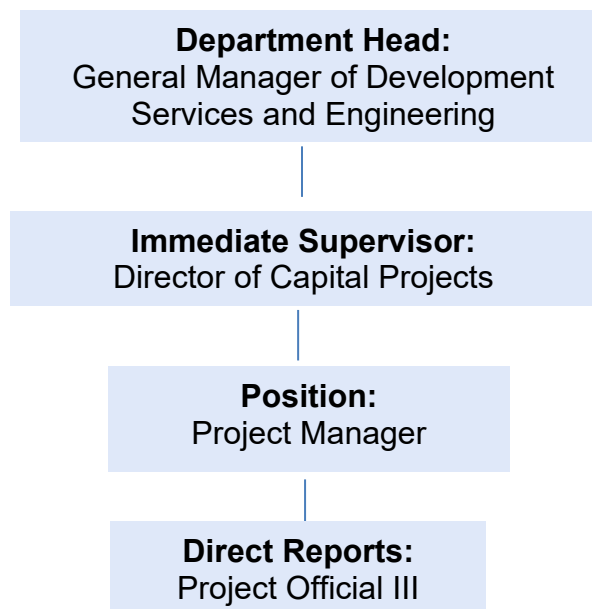 Department Head:
General Manager of Development
Services and Engineering
Immediate Supervisor:
Director of Capital Projects
Position:
Project Manager
Direct Reports:
Project Official III